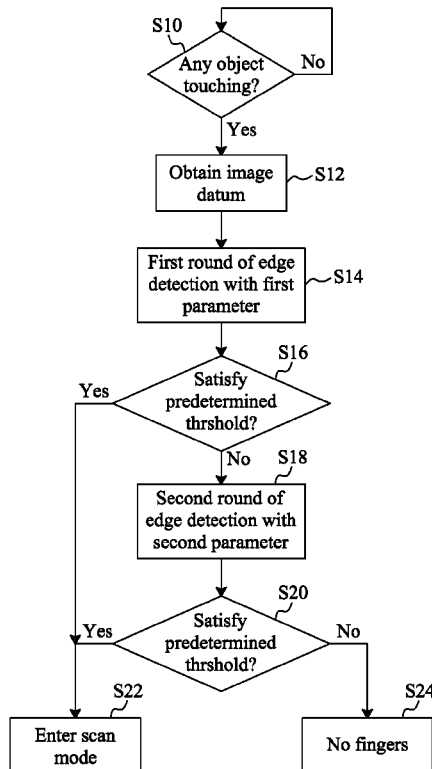 S10
Any object
touching?
No
Yes
Obtain image
datum
S12
First round of edge
detection with first
parameter
S14
S16
Satisfy
predetermined
thrshold?
Yes
No
S18
Second round of
edge detection with
second parameter
S20
Satisfy
predetermined
thrshold?
Yes
No
S22
Enter scan
mode
S24
No fingers